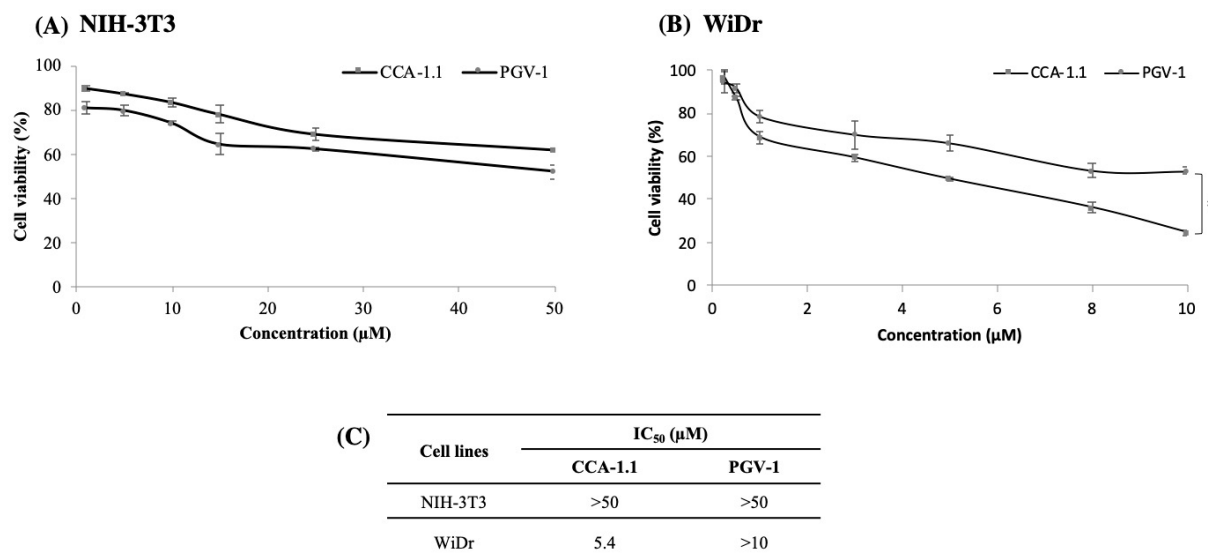 (A) NIH-3T3
CCA-1.1 PGV-1
100
80
60
40
20
0
Cell viability (%)
0 10 20 30 40 50
Concentration (µM)
(B) WiDr
CCA-1.1 PGV-1
100
80
60
40
20
0
Cell viability (%)
0 2 4 6 8 10
Concentration (µM)
(C)
Cell lines IC₅₀ (µM)
CCA-1.1 PGV-1
NIH-3T3 >50 >50
WiDr 5.4 >10